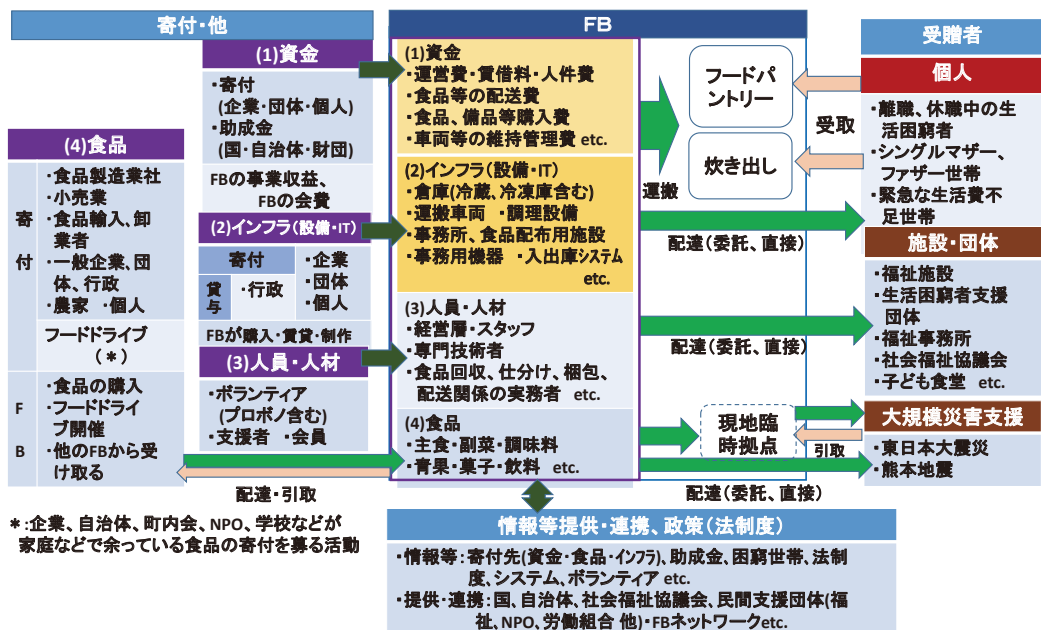 寄付・他
(1)資金
・寄付
(企業・団体・個人)
・助成金
(国・自治体・財団)
FBの事業収益、
FBの会費
(2)インフラ(設備・IT)
寄付
貸与
・行政
・企業
・団体
・個人
FBが購入・賃貸・制作
(3)人員・人材
・ボランティア
(プロボノ含む)
・支援者 ・会員
(4)食品
寄
付
・食品製造業社
・小売業
・食品輸入、卸
業者
・一般企業、団
体、行政
・農家 ・個人
フードドライブ
(*)
F
B
・食品の購入
・フードドライ
ブ開催
・他のFBから受
け取る
配達・引取
*:企業、自治体、町内会、NPO、学校などが
家庭などで余っている食品の寄付を募る活動
FB
(1)資金
・運営費・賃借料・人件費
・食品等の配送費
・食品、備品等購入費
・車両等の維持管理費 etc.
(2)インフラ(設備・IT)
・倉庫(冷蔵、冷凍庫含む)
・運搬車両 ・調理設備
・事務所、食品配布用施設
・事務用機器 ・入出庫システム
etc.
(3)人員・人材
・経営層・スタッフ
・専門技術者
・食品回収、仕分け、梱包、
配送関係の実務者 etc.
(4)食品
・主食・副菜・調味料
・青果・菓子・飲料 etc.
フードパ
ントリー
炊き出し
運搬
受取
配達(委託、直接)
配達(委託、直接)
現地臨
時拠点
引取
配達(委託、直接)
受贈者
個人
・離職、休職中の生
活困窮者
・シングルマザー、
ファザー世帯
・緊急な生活費不
足世帯
施設・団体
・福祉施設
・生活困窮者支援
団体
・福祉事務所
・社会福祉協議会
・子ども食堂 etc.
大規模災害支援
・東日本大震災
・熊本地震
情報等提供・連携、政策(法制度)
・情報等:寄付先(資金・食品・インフラ)、助成金、困窮世帯、法制
度、システム、ボランティア etc.
・提供・連携:国、自治体、社会福祉協議会、民間支援団体(福
祉、NPO、労働組合 他)・FBネットワークetc.